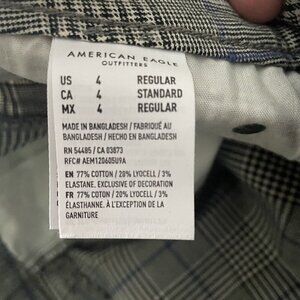 AMERICAN EAGLE
OUTFITTERS
US 4 REGULAR
CA 4 STANDARD
MX 4 REGULAR
MADE IN BANGLADESH / FABRIQUÉ AU
BANGLADESH / HECHO EN BANGLADESH
RN 54485 / CA 03873
RFC# AEM120605U9A
EN 77% COTTON / 20% LYOCELL / 3%
ELASTANE. EXCLUSIVE OF DECORATION
FR 77% COTON / 20% LYOCELL / 3%
ÉLASTHANNE. À L'EXCEPTION DE LA
GARNITURE